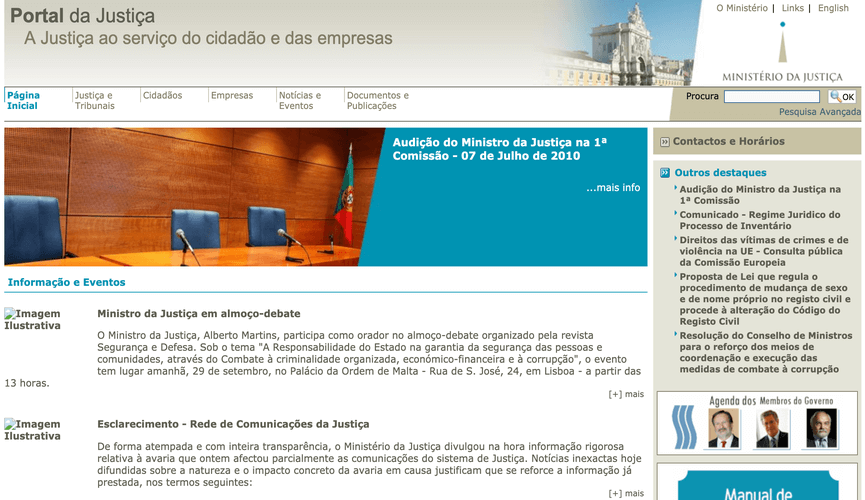 Portal da Justiça
A Justiça ao serviço do cidadão e das empresas
O Ministério | Links | English
MINISTÉRIO DA JUSTIÇA
Página
Inicial
Justiça e
Tribunais
Cidadãos
Empresas
Notícias e
Eventos
Documentos e
Publicações
Procura
OK
Pesquisa Avançada
Audição do Ministro da Justiça na 1ª
Comissão - 07 de Julho de 2010
...mais info
Informação e Eventos
Imagem
Ilustrativa
Ministro da Justiça em almoço-debate
O Ministro da Justiça, Alberto Martins, participa como orador no almoço-debate organizado pela revista
Segurança e Defesa. Sob o tema "A Responsabilidade do Estado na garantia da segurança das pessoas e
comunidades, através do Combate à criminalidade organizada, económico-financeira e à corrupção", o evento
tem lugar amanhã, 29 de setembro, no Palácio da Ordem de Malta - Rua de S. José, 24, em Lisboa - a partir das
13 horas.
[+] mais
Imagem
Ilustrativa
Esclarecimento - Rede de Comunicações da Justiça
De forma atempada e com inteira transparência, o Ministério da Justiça divulgou na hora informação rigorosa
relativa à avaria que ontem afectou parcialmente as comunicações do sistema de Justiça. Notícias inexactas hoje
difundidas sobre a natureza e o impacto concreto da avaria em causa justificam que se reforce a informação já
prestada, nos termos seguintes:
[+] mais
Contactos e Horários
Outros destaques
Audição do Ministro da Justiça na
1ª Comissão
Comunicado - Regime Juridico do
Processo de Inventário
Direitos das vítimas de crimes e de
violência na UE - Consulta pública
da Comissão Europeia
Proposta de Lei que regula o
procedimento de mudança de sexo
e de nome próprio no registo civil e
procede à alteração do Código do
Registo Civil
Resolução do Conselho de Ministros
para o reforço dos meios de
coordenação e execução das
medidas de combate à corrupção
Agenda dos Membros do Governo
Manual de